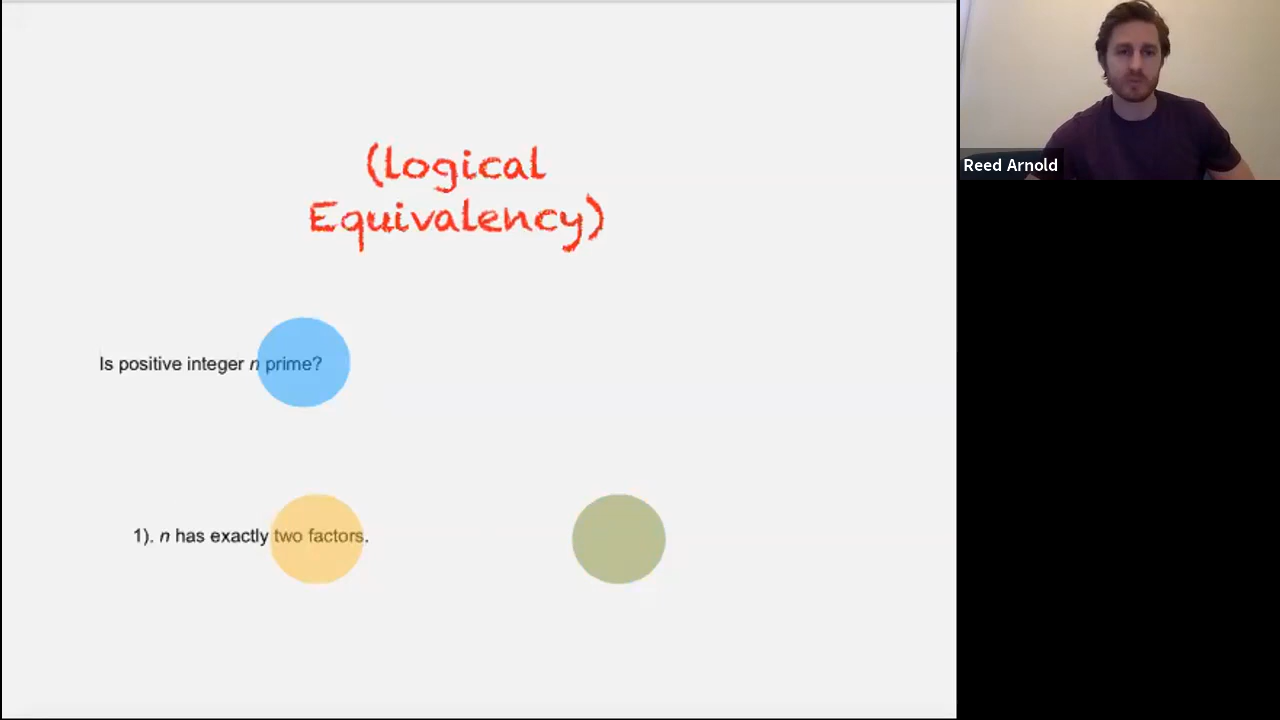 (logical
Equivalency)
Is positive integer n prime?
1). n has exactly two factors.
Reed Arnold